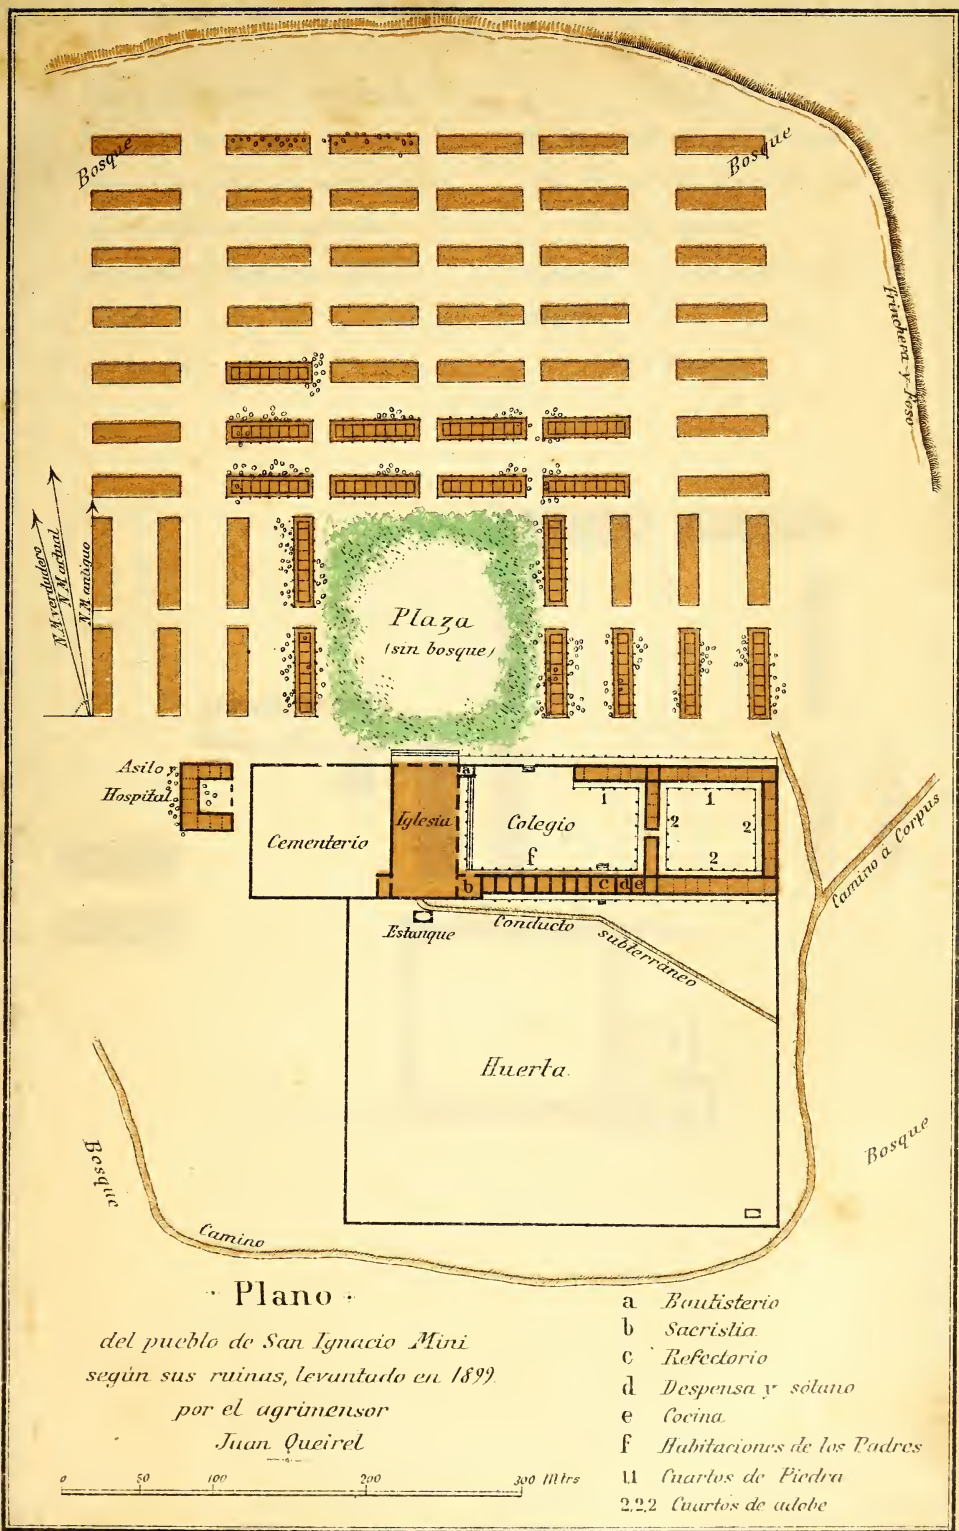 Bosque
Bosque
Trinchera y Foso
N.M verdadero
N.M actual
N.M antiguo
Plaza
(sin bosque)
Asilo y
Hospital
Cementerio
Iglesia
a
Colegio
1
1
2
2
2
f
b
c
d
e
Camino a Corpus
Estanque
Conducto
subterráneo
Huerta
Bosque
Bosque
Camino
Plano
del pueblo de San Ignacio Mini
según sus ruinas, levantado en 1899
por el agrimensor
Juan Queirel
0 50 100 200 300 Mtrs
a Bautisterio
b Sacristia
c Refectorio
d Despensa y sótano
e Cocina
f Habitaciones de los Padres
1,1 Cuartos de Piedra
2,2,2 Cuartos de adobe